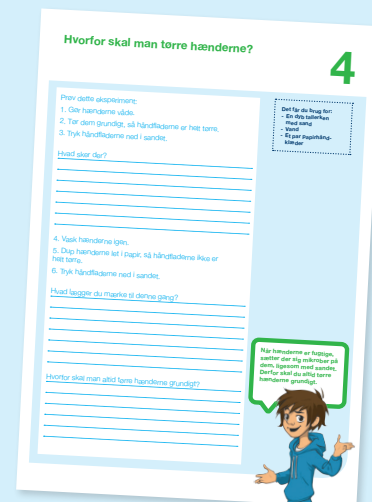 Hvorfor skal man tørre hænderne?
4
Prøv dette eksperiment:
1. Gør hænderne våde.
2. Tør dem grundigt, så håndfladerne er helt tørre.
3. Tryk håndfladerne ned i sandet.
Hvad sker der?
4. Vask hænderne igen.
5. Dup hænderne let i papir, så håndfladerne ikke er
helt tørre.
6. Tryk håndfladerne ned i sandet.
Hvad lægger du mærke til denne gang?
Hvorfor skal man altid tørre hænderne grundigt?
Det får du brug for:
- En dyb tallerken
med sand
- Vand
- Et par Papirhånd-
klæder
Når hænderne er fugtige,
sætter der sig mikrober på
dem, ligesom med sandet.
Derfor skal du altid tørre
hænderne grundigt.